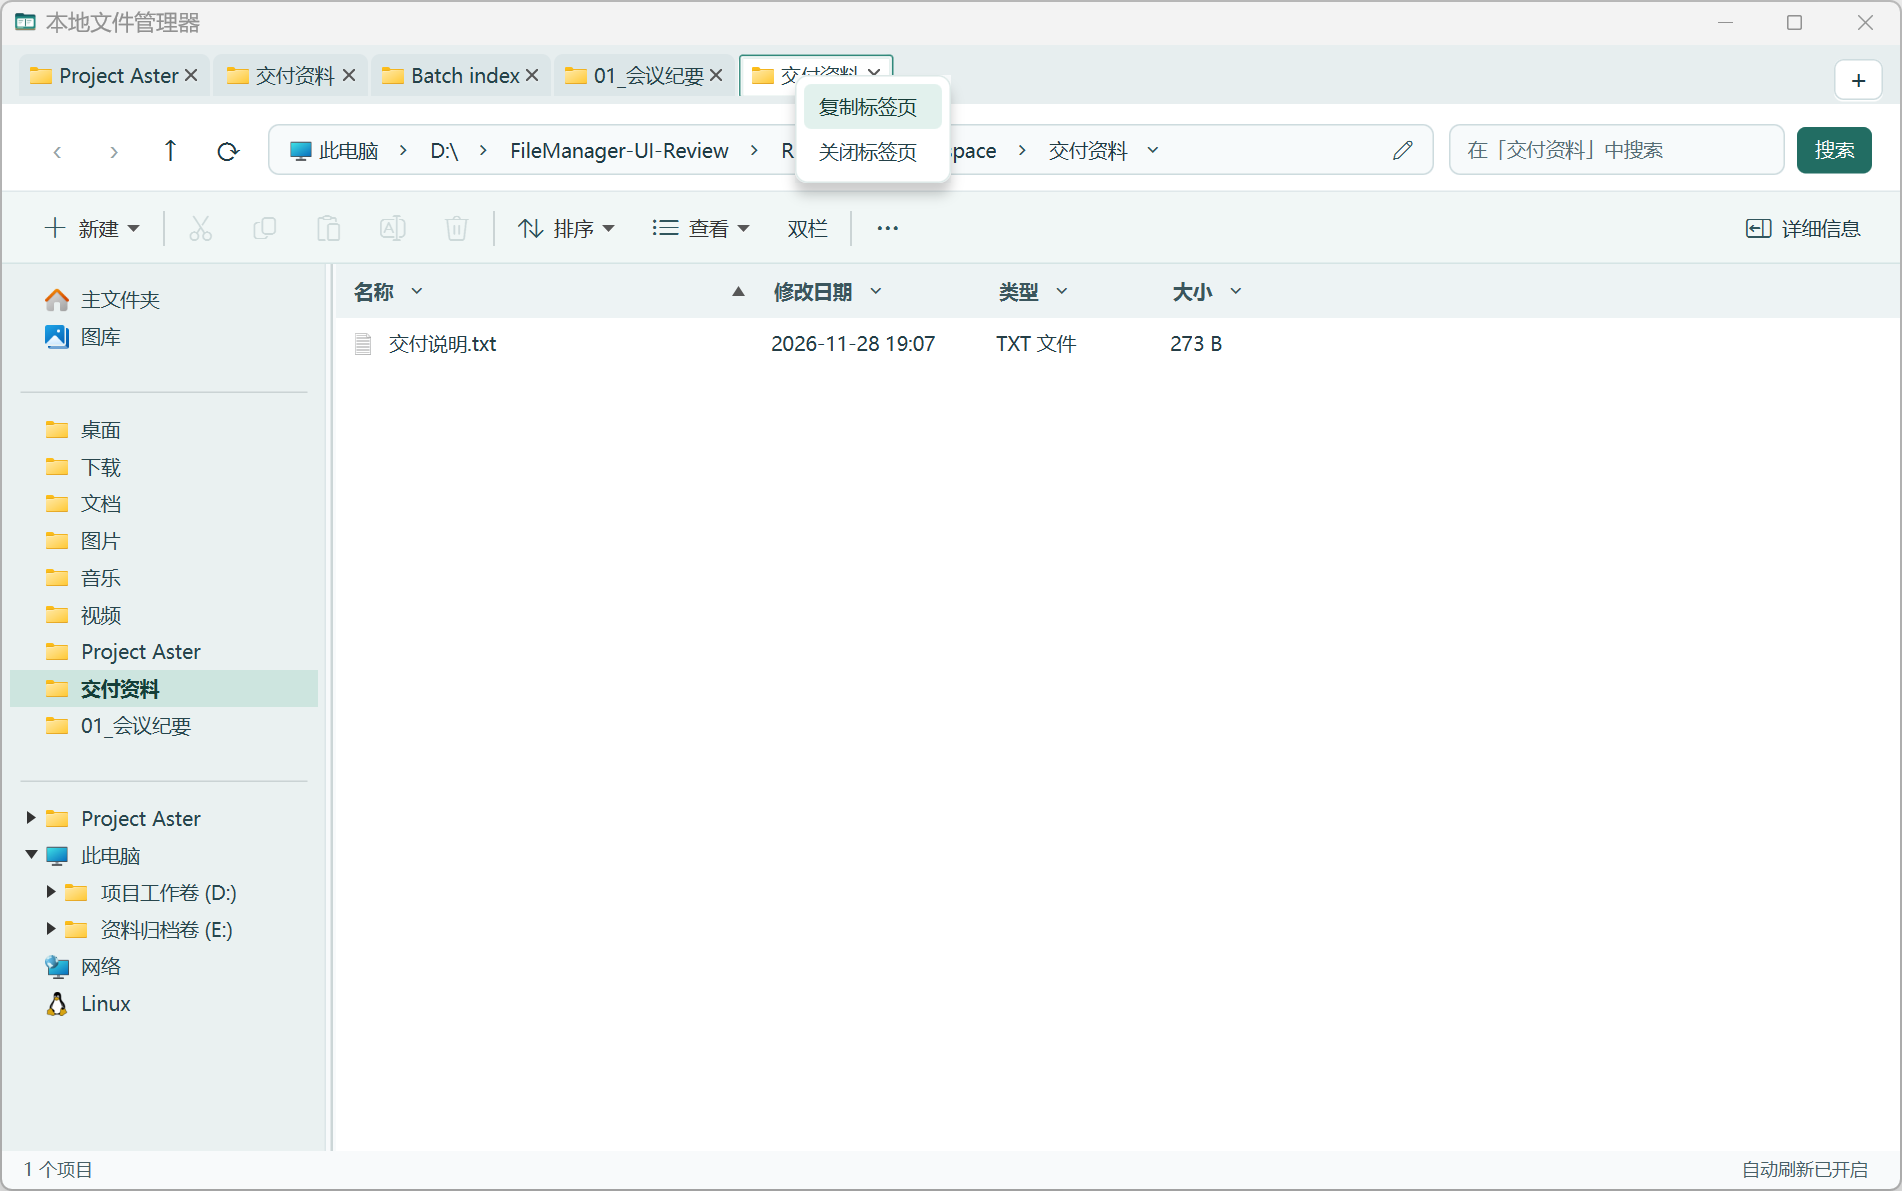 本地文件管理器
Project Aster 交付资料 Batch index 01_会议纪要
复制标签页
关闭标签页
此电脑 D:\ FileManager-UI-Review 交付资料
在「交付资料」中搜索 搜索
新建 排序 查看 双栏 详细信息
主文件夹
图库
桌面
下载
文档
图片
音乐
视频
Project Aster
交付资料
01_会议纪要
Project Aster
此电脑
项目工作卷 (D:)
资料归档卷 (E:)
网络
Linux
名称 修改日期 类型 大小
交付说明.txt 2026-11-28 19:07 TXT 文件 273 B
1 个项目 自动刷新已开启